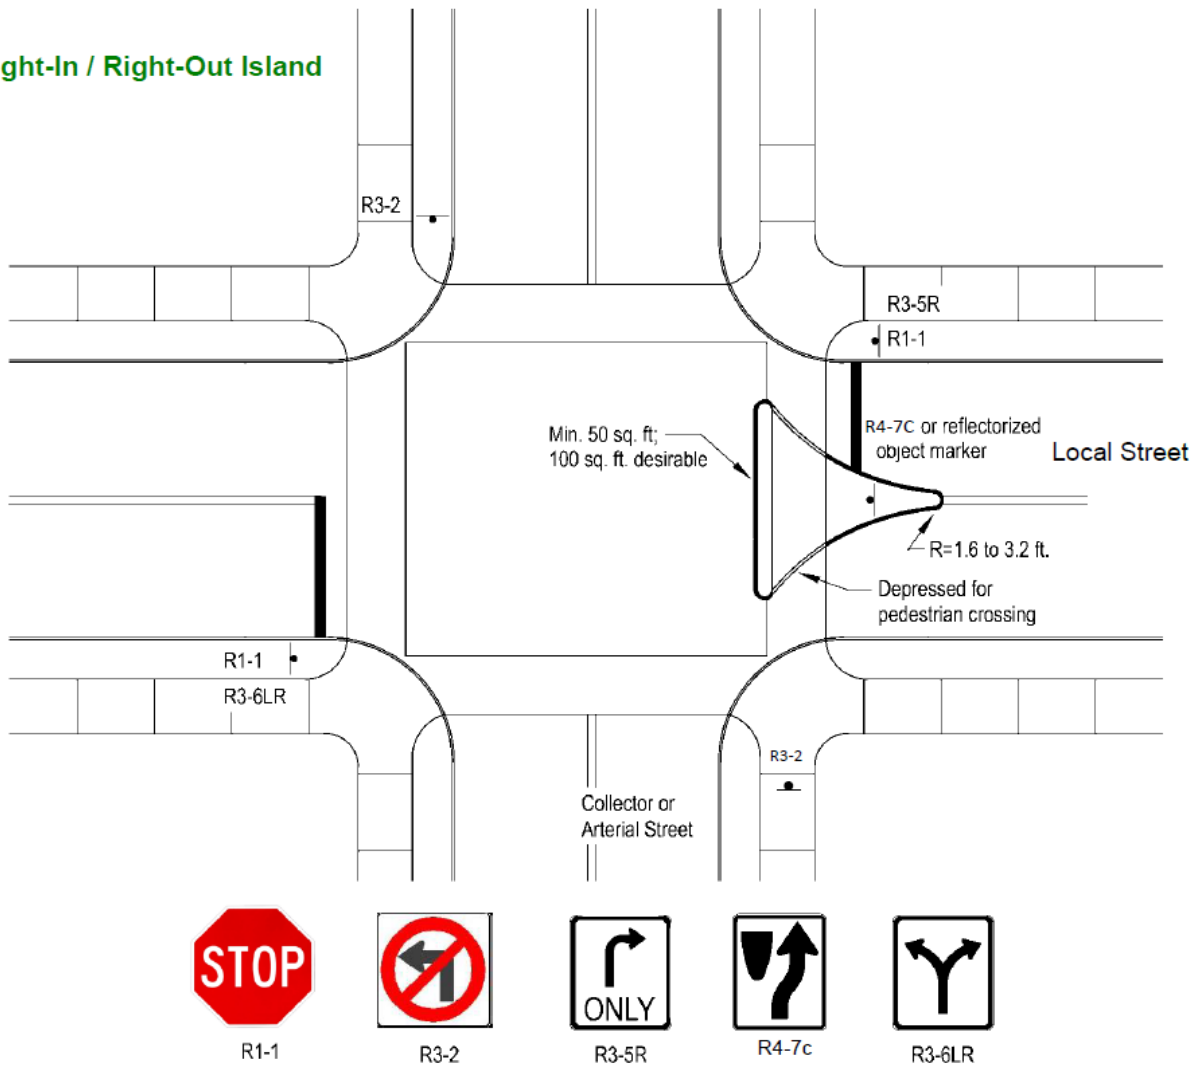 ght-In / Right-Out Island
R3-2
R3-5R
R1-1
Min. 50 sq. ft;
100 sq. ft. desirable
R4-7C or reflectorized
object marker
Local Street
R=1.6 to 3.2 ft.
Depressed for
pedestrian crossing
R1-1
R3-6LR
R3-2
Collector or
Arterial Street
STOP
ONLY
R1-1
R3-2
R3-5R
R4-7c
R3-6LR